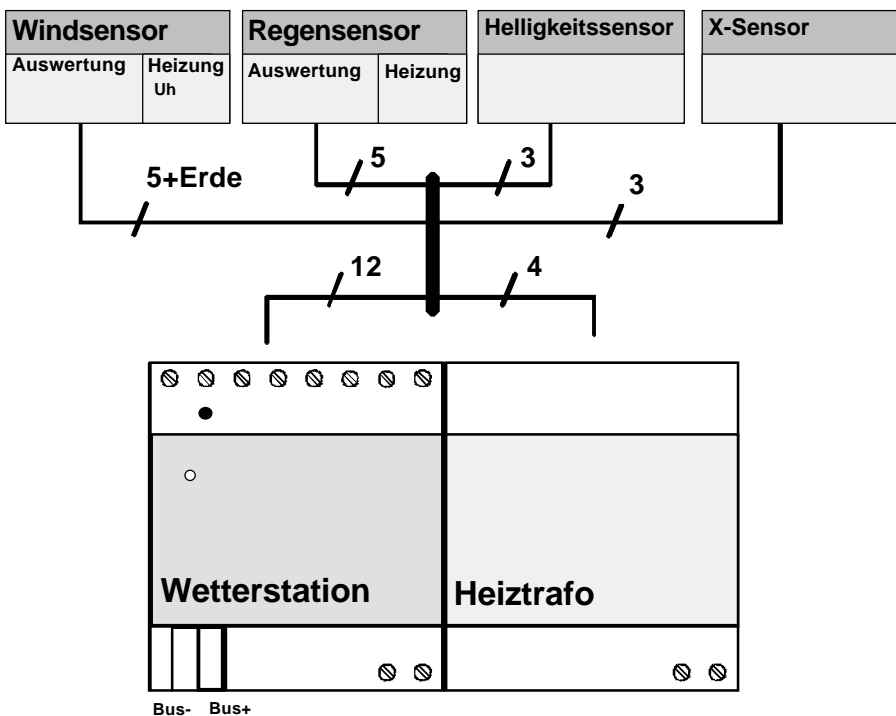 Windsensor
Auswertung
Heizung
Uh
Regensensor
Auswertung
Heizung
Helligkeitssensor
X-Sensor
5
3
5+Erde
3
12
4
Wetterstation
Heiztrafo
Bus-
Bus+